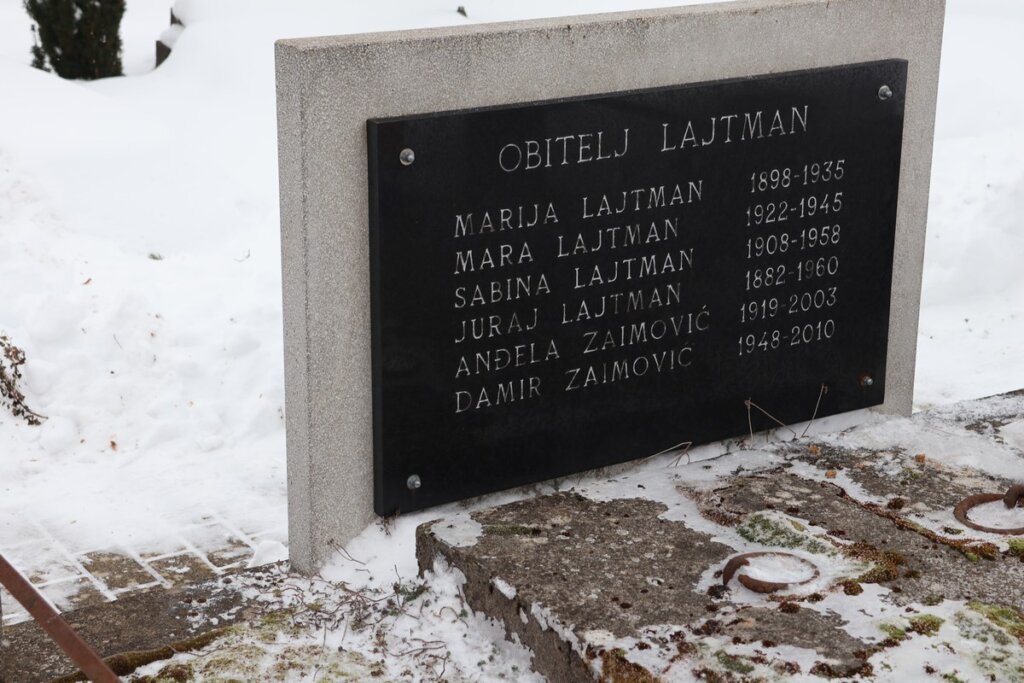 OBITELJ LAJTMAN
MARIJA LAJTMAN 1898-1935
MARA LAJTMAN 1922-1945
SABINA LAJTMAN 1908-1958
JURAJ LAJTMAN 1882-1960
ANĐELA ZAIMOVIĆ 1919-2003
DAMIR ZAIMOVIĆ 1948-2010